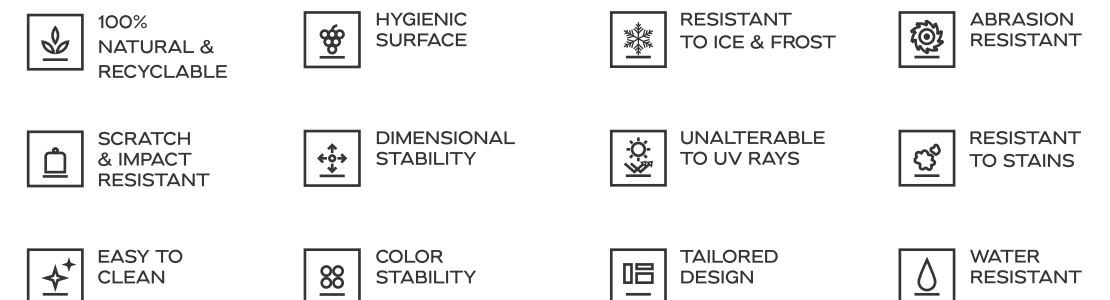 100%
NATURAL &
RECYCLABLE
HYGIENIC
SURFACE
RESISTANT
TO ICE & FROST
ABRASION
RESISTANT
SCRATCH
& IMPACT
RESISTANT
DIMENSIONAL
STABILITY
UNALTERABLE
TO UV RAYS
RESISTANT
TO STAINS
EASY TO
CLEAN
COLOR
STABILITY
TAILORED
DESIGN
WATER
RESISTANT